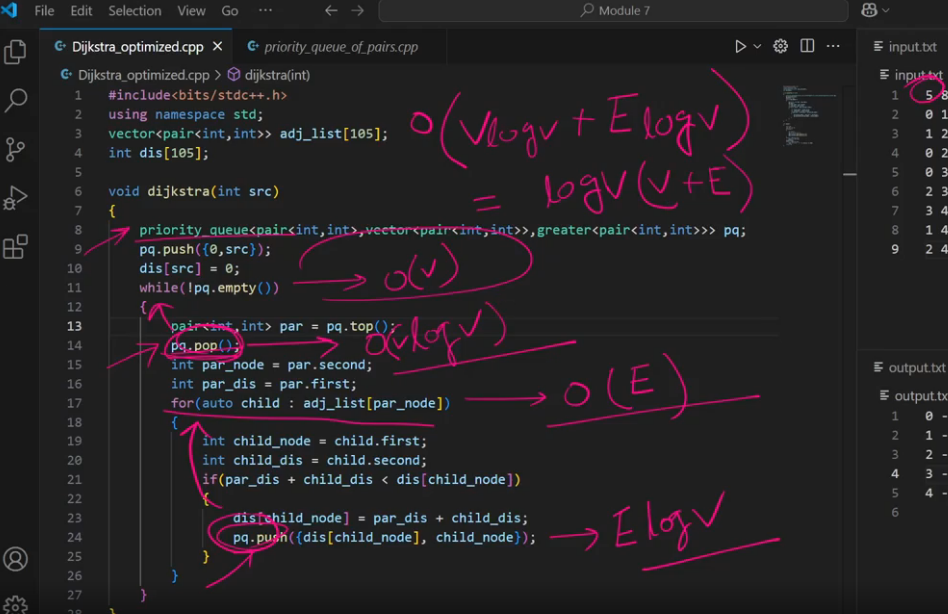 File Edit Selection View Go ··· Module 7
Dijkstra_optimized.cpp priority_queue_of_pairs.cpp input.txt
Dijkstra_optimized.cpp > dijkstra(int) input.txt
1 #include<bits/stdc++.h>
2 using namespace std;
3 vector<pair<int,int>> adj_list[105];
4 int dis[105];
5
6 void dijkstra(int src)
7 {
8 priority_queue<pair<int,int>,vector<pair<int,int>>,greater<pair<int,int>>> pq;
9 pq.push({0,src});
10 dis[src] = 0;
11 while(!pq.empty())
12 {
13 pair<int,int> par = pq.top();
14 pq.pop();
15 int par_node = par.second;
16 int par_dis = par.first;
17 for(auto child : adj_list[par_node])
18 {
19 int child_node = child.first;
20 int child_dis = child.second;
21 if(par_dis + child_dis < dis[child_node])
22 {
23 dis[child_node] = par_dis + child_dis;
24 pq.push({dis[child_node], child_node});
25 }
26 }
27 }
28 }
O(VlogV + ElogV)
= logV(V+E)
O(V)
O(VlogV)
O(E)
ElogV
1 5 8
2 0 1
3 1 2
4 0 2
5 0 3
6 2 3
7 3 4
8 1 4
9 2 4
output.txt
output.txt
1 0 -
2 1 -
3 2 -
4 3 -
5 4 -
6